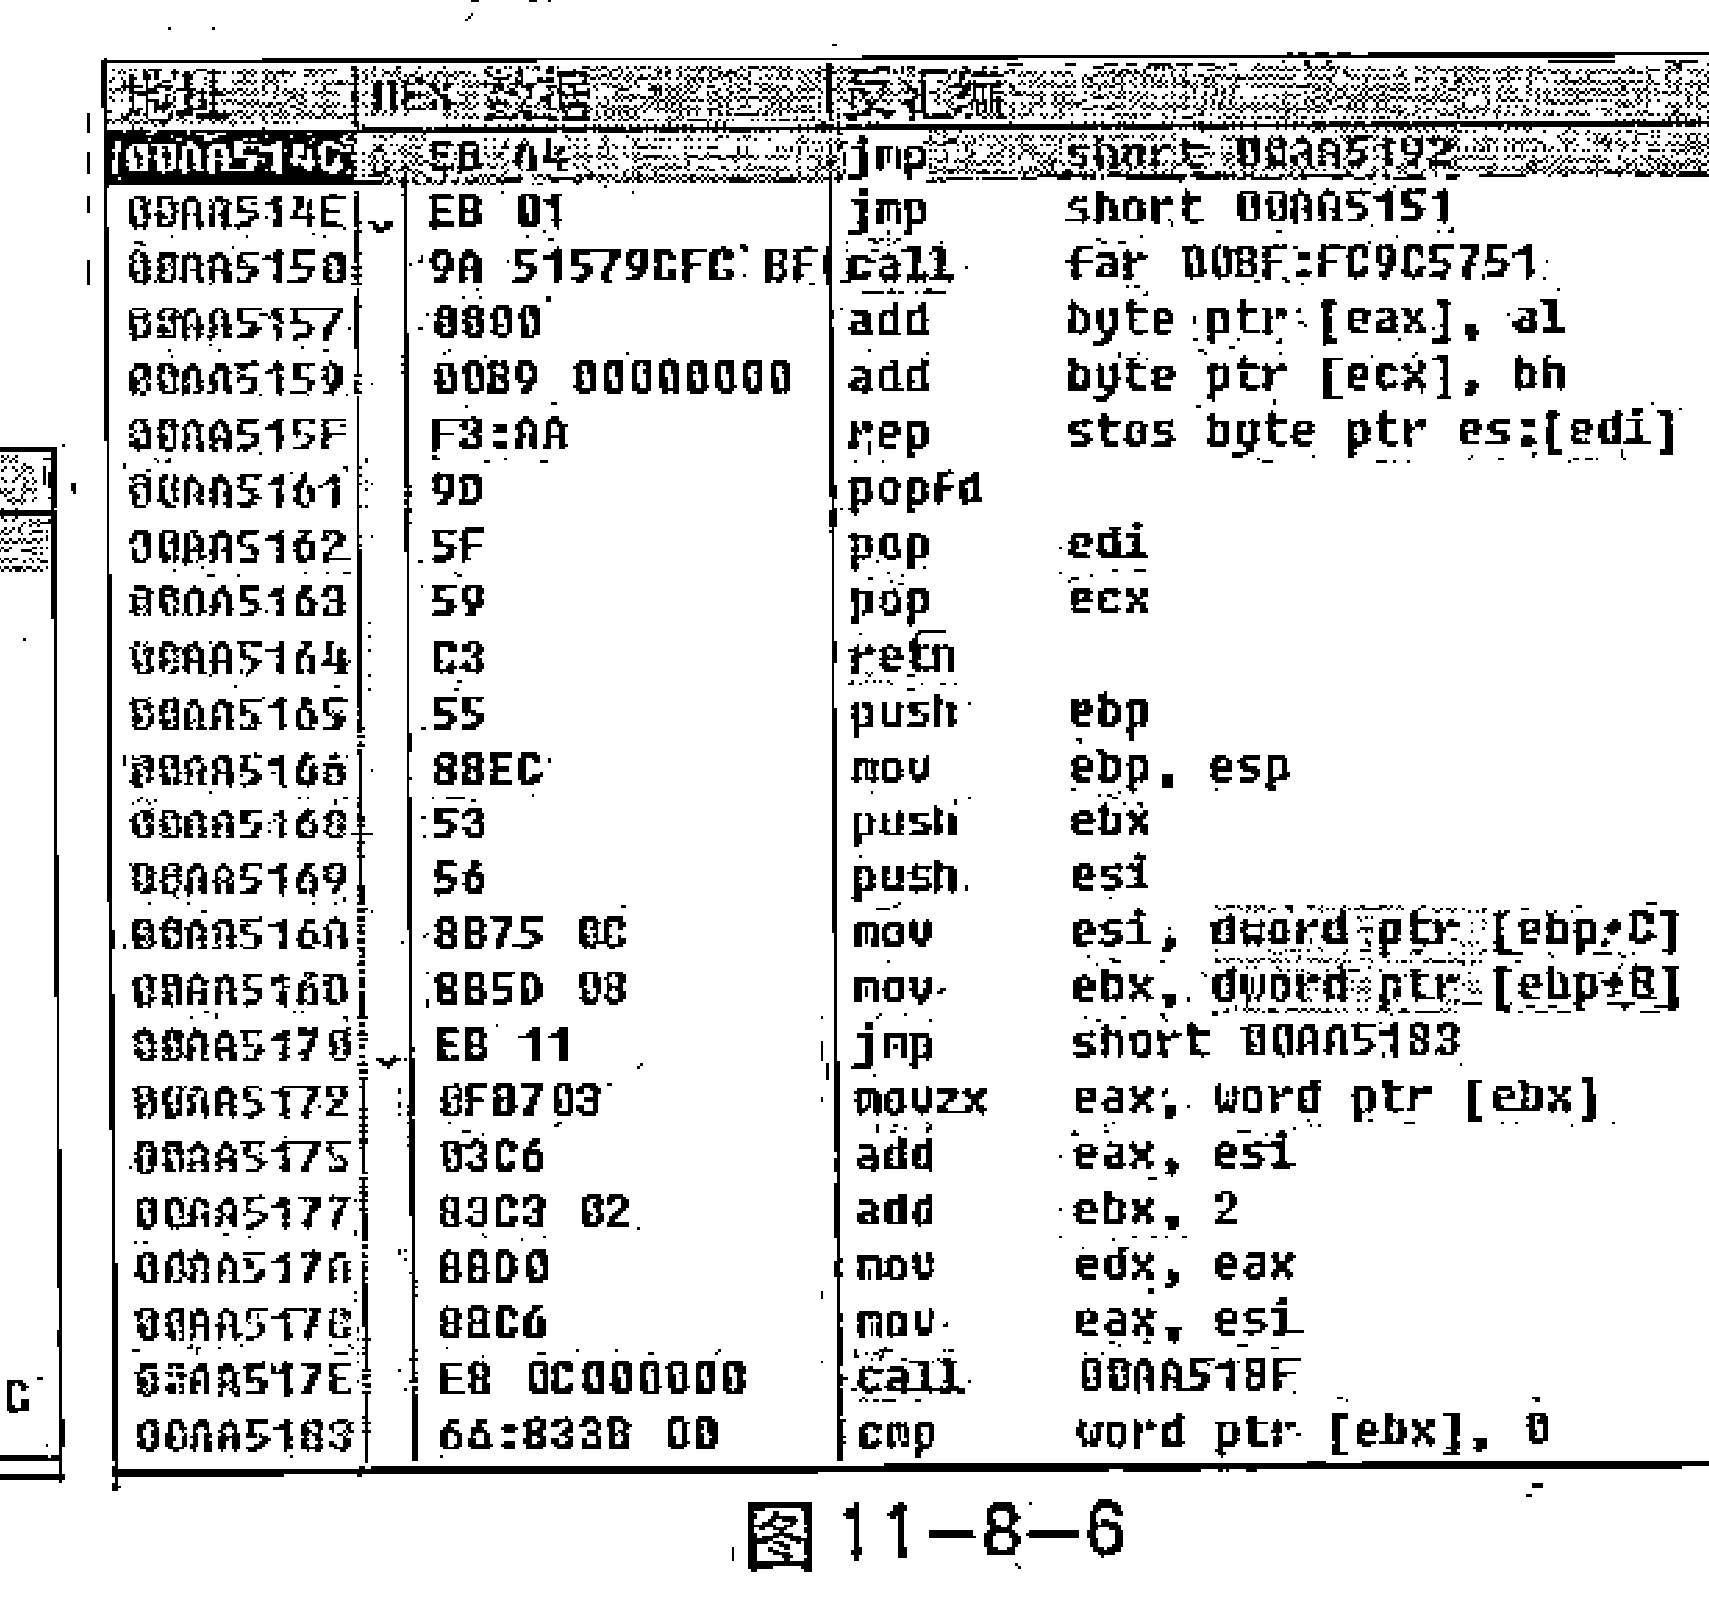 地址 HEX 数据 反汇编
00AA514C EB 44 jmp short 00AA5192
00AA514E EB 01 jmp short 00AA5151
00AA5150 9A 51579CFC BF( call far 00BF:FC9C5751
00AA5157 0000 add byte ptr [eax], al
00AA5159 00B9 00000000 add byte ptr [ecx], bh
00AA515F F3:AA rep stos byte ptr es:[edi]
00AA5161 9D popfd
00AA5162 5F pop edi
00AA5163 59 pop ecx
00AA5164 C3 retn
00AA5165 55 push ebp
00AA5166 8BEC mov ebp, esp
00AA5168 53 push ebx
00AA5169 56 push esi
00AA516A 8B75 0C mov esi, dword ptr [ebp+C]
00AA516D 8B5D 08 mov ebx, dword ptr [ebp+8]
00AA5170 EB 11 jmp short 00AA5183
00AA5172 0FB703 movzx eax, word ptr [ebx]
00AA5175 03C6 add eax, esi
00AA5177 83C3 02 add ebx, 2
00AA517A 8BD0 mov edx, eax
00AA517C 8BC6 mov eax, esi
00AA517E E8 0C000000 call 00AA518F
00AA5183 66:833B 00 cmp word ptr [ebx], 0
G
图 11-8-6